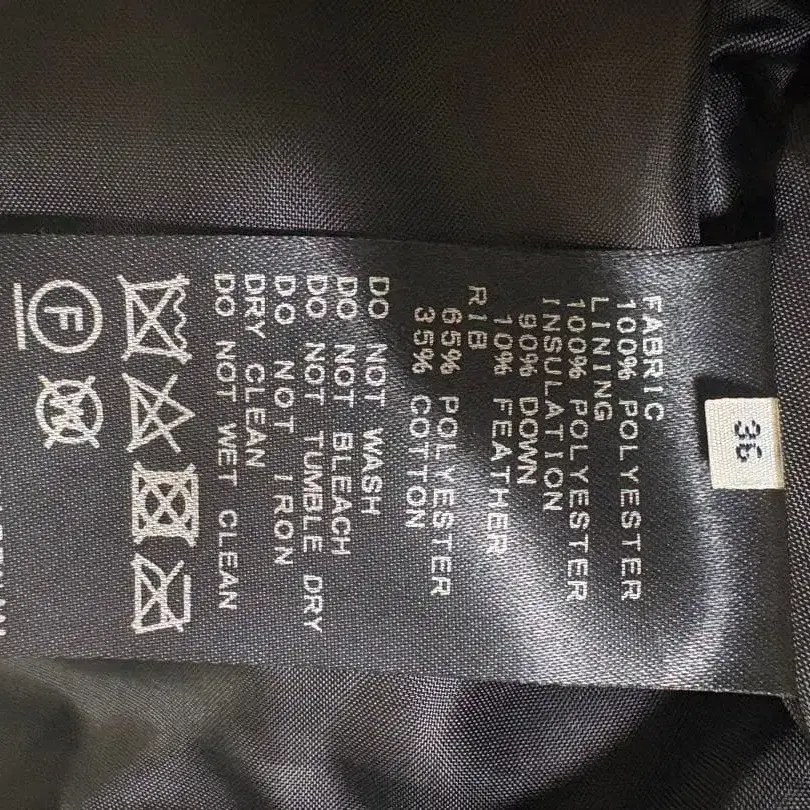 36
FABRIC
100% POLYESTER
LINING
100% POLYESTER
INSULATION
90% DOWN
10% FEATHER
RIB
65% POLYESTER
35% COTTON
DO NOT WASH
DO NOT BLEACH
DO NOT TUMBLE DRY
DO NOT IRON
DRY CLEAN
DO NOT WET CLEAN
F
W